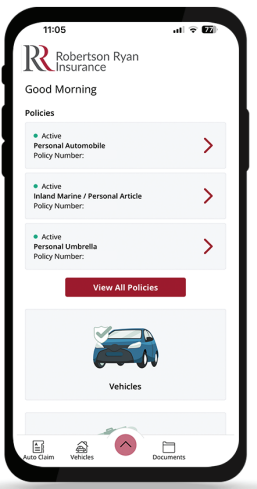 11:05
77
RR
Robertson Ryan
Insurance
Good Morning
Policies
Active
Personal Automobile
Policy Number:
Active
Inland Marine / Personal Article
Policy Number:
Active
Personal Umbrella
Policy Number:
View All Policies
Vehicles
Auto Claim
Vehicles
Documents